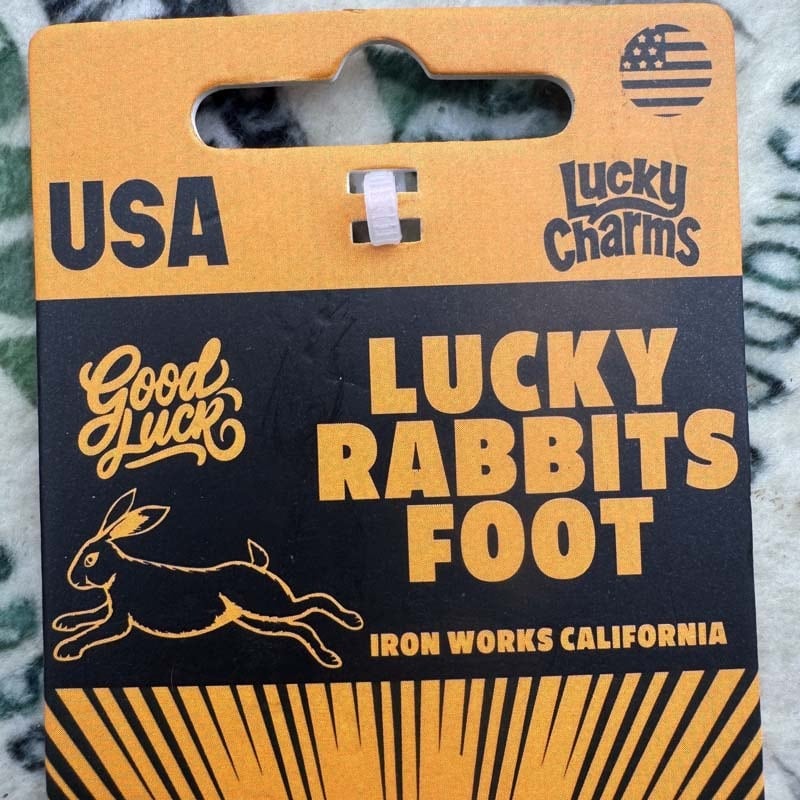 USA
Lucky
Charms
Good
Luck
LUCKY
RABBITS
FOOT
IRON WORKS CALIFORNIA